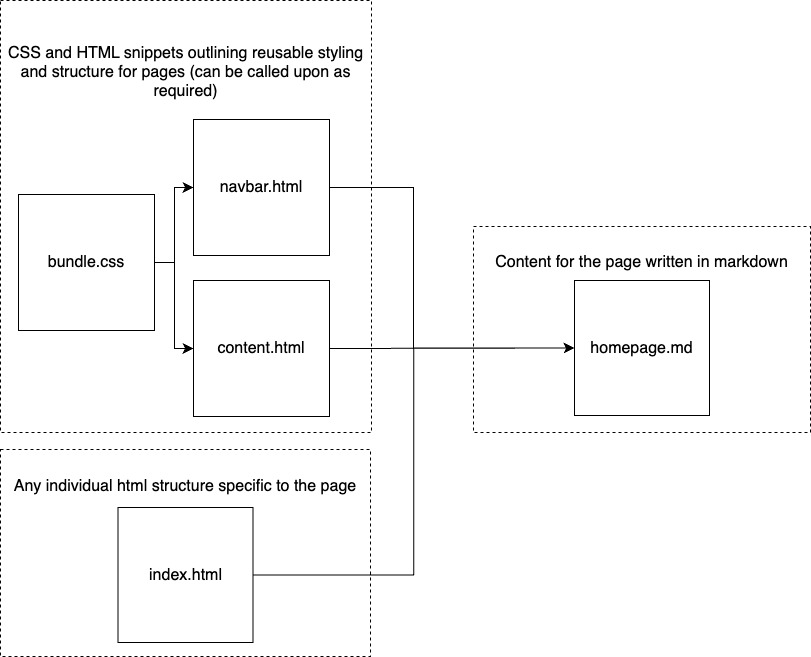 CSS and HTML snippets outlining reusable styling
and structure for pages (can be called upon as
required)
navbar.html
bundle.css
content.html
Content for the page written in markdown
homepage.md
Any individual html structure specific to the page
index.html